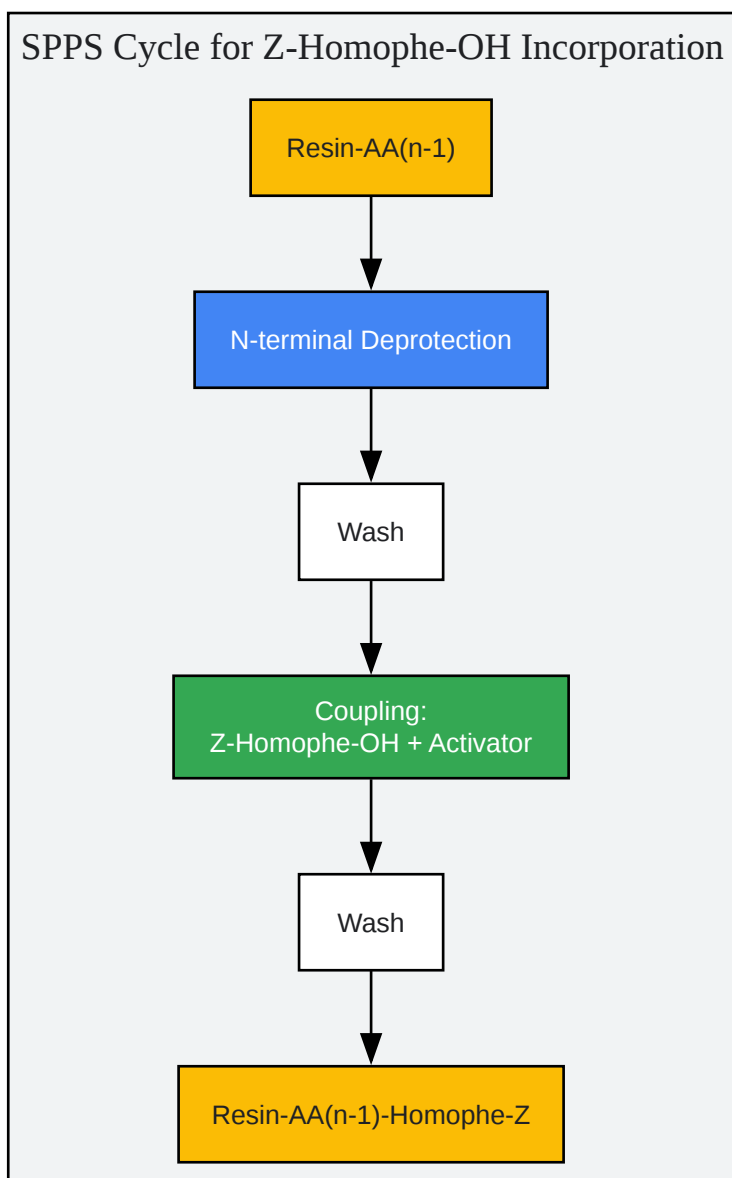 SPPS Cycle for Z-Homophe-OH Incorporation
Resin-AA(n-1)
N-terminal Deprotection
Wash
Coupling:
Z-Homophe-OH + Activator
Wash
Resin-AA(n-1)-Homophe-Z